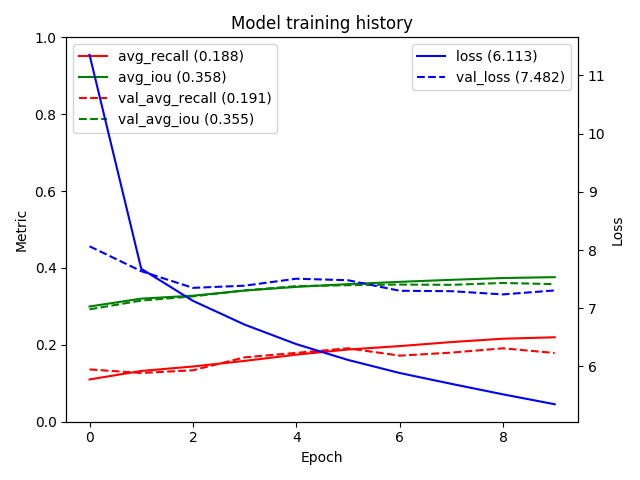 Model training history
avg_recall (0.188)
avg_iou (0.358)
val_avg_recall (0.191)
val_avg_iou (0.355)
loss (6.113)
val_loss (7.482)
1.0
0.8
0.6
0.4
0.2
0.0
Metric
11
10
9
8
7
6
Loss
0 2 4 6 8
Epoch